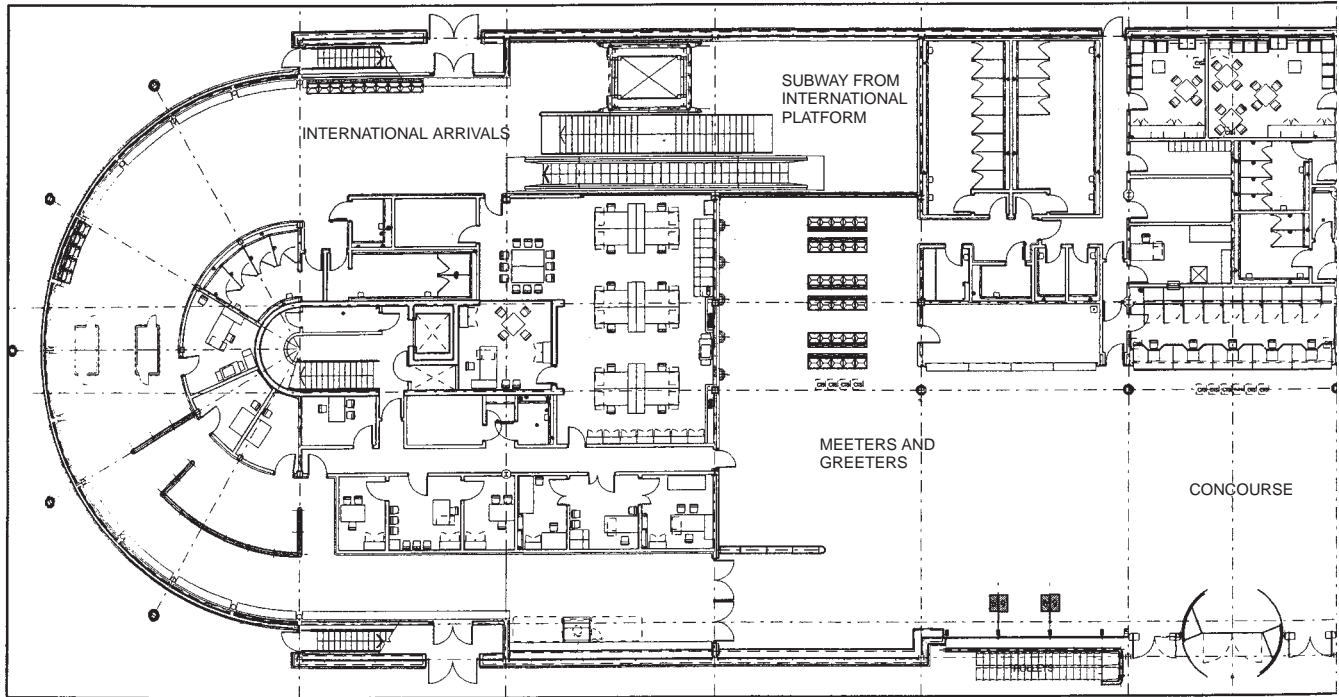 SUBWAY FROM
INTERNATIONAL
PLATFORM
INTERNATIONAL ARRIVALS
MEETERS AND
GREETERS
CONCOURSE